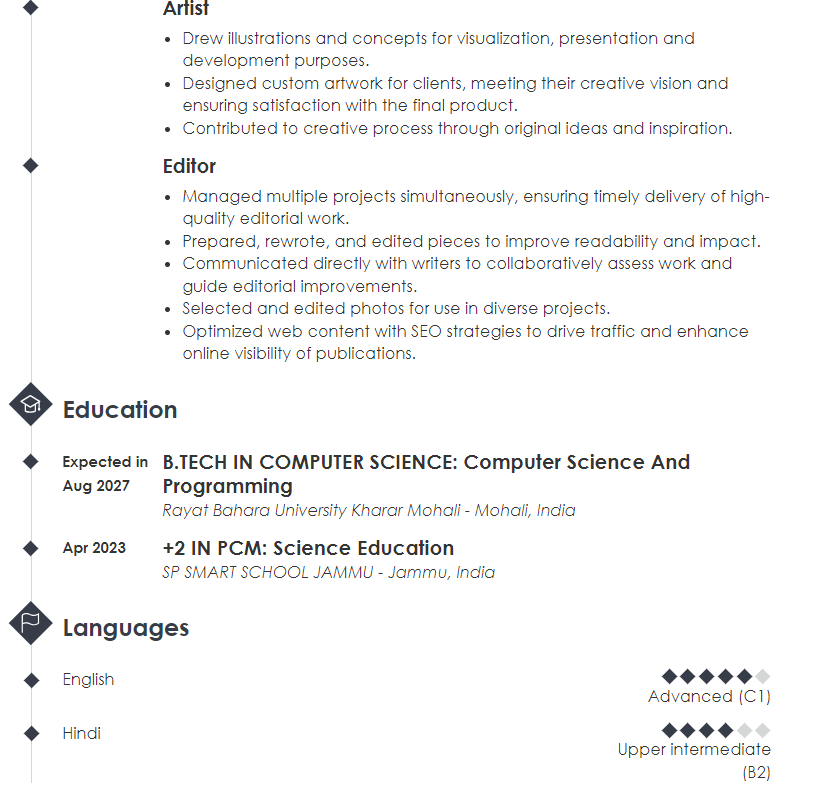 Artist
• Drew illustrations and concepts for visualization, presentation and
development purposes.
• Designed custom artwork for clients, meeting their creative vision and
ensuring satisfaction with the final product.
• Contributed to creative process through original ideas and inspiration.
Editor
• Managed multiple projects simultaneously, ensuring timely delivery of high-
quality editorial work.
• Prepared, rewrote, and edited pieces to improve readability and impact.
• Communicated directly with writers to collaboratively assess work and
guide editorial improvements.
• Selected and edited photos for use in diverse projects.
• Optimized web content with SEO strategies to drive traffic and enhance
online visibility of publications.
Education
Expected in B.TECH IN COMPUTER SCIENCE: Computer Science And
Aug 2027 Programming
Rayat Bahara University Kharar Mohali - Mohali, India
Apr 2023 +2 IN PCM: Science Education
SP SMART SCHOOL JAMMU - Jammu, India
Languages
English
Advanced (C1)
Hindi
Upper intermediate
(B2)